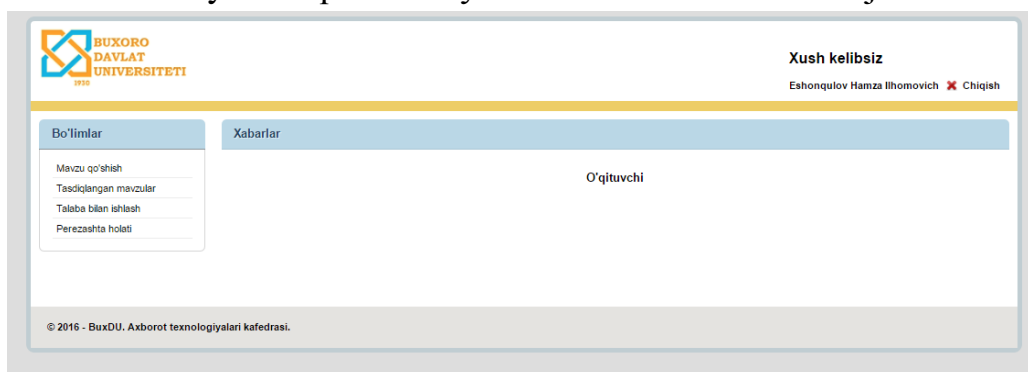 BUXORO
DAVLAT
UNIVERSITETI
1930
Xush kelibsiz
Eshonqulov Hamza Ilhomovich Chiqish
Bo'limlar
Xabarlar
Mavzu qo'shish
Tasdiqlangan mavzular
Talaba bilan ishlash
Perezashta holati
O'qituvchi
© 2016 - BuxDU. Axborot texnologiyalari kafedrasi.